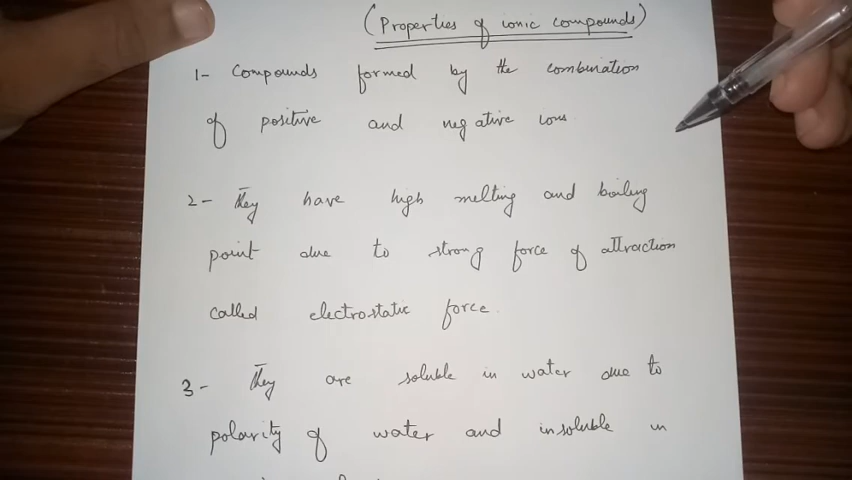 (Properties of ionic compounds)
1- Compounds formed by the combination
of positive and negative ions
2- They have high melting and boiling
point due to strong force of attraction
called electrostatic force.
3- They are soluble in water due to
polarity of water and insoluble in